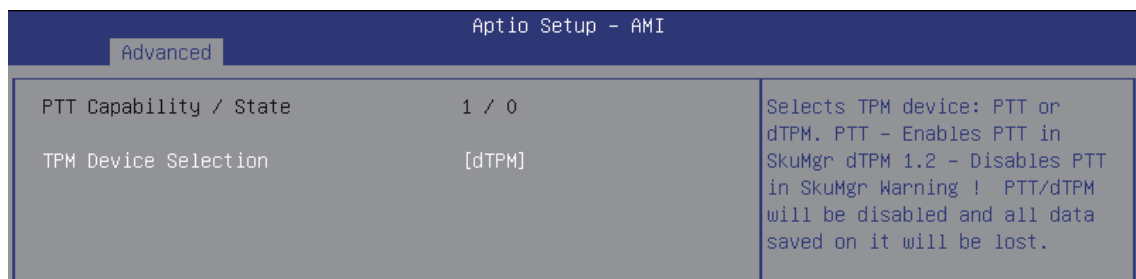 Aptio Setup – AMI
Advanced
PTT Capability / State 1 / 0
TPM Device Selection [dTPM]
Selects TPM device: PTT or
dTPM. PTT – Enables PTT in
SkuMgr dTPM 1.2 – Disables PTT
in SkuMgr Warning ! PTT/dTPM
will be disabled and all data
saved on it will be lost.